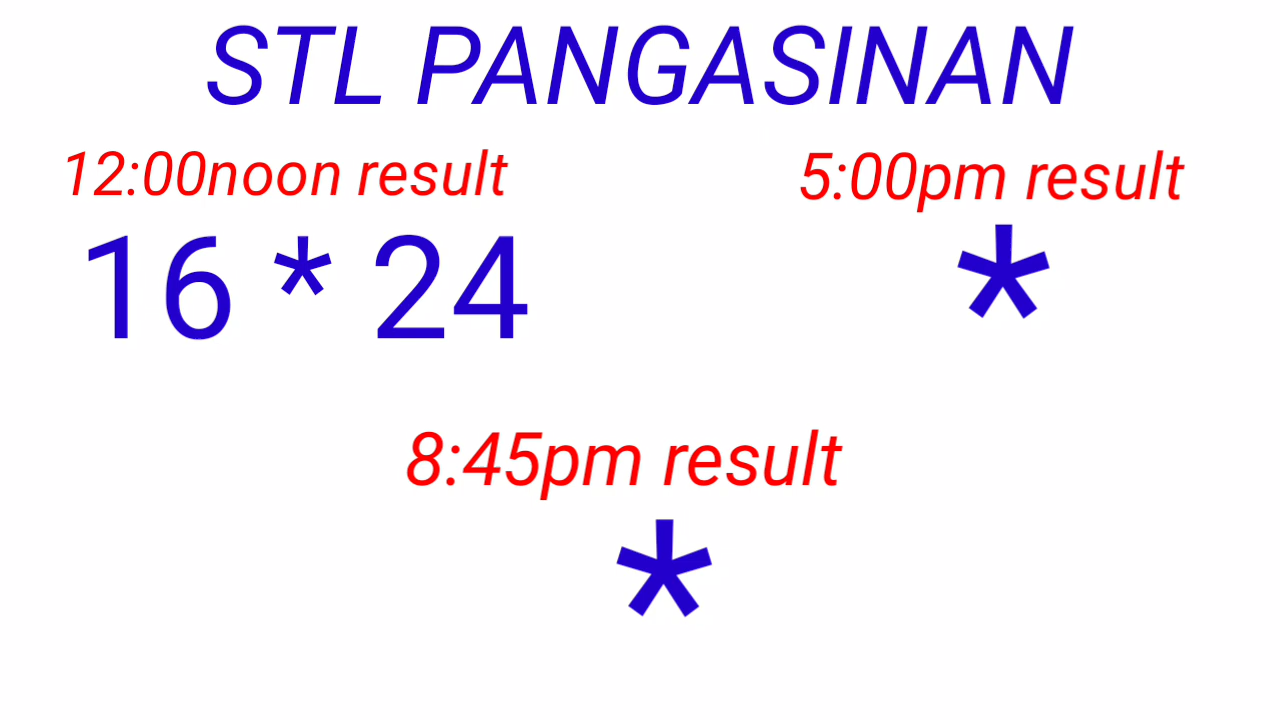 STL PANGASINAN
12:00noon result
16 * 24
5:00pm result
*
8:45pm result
*